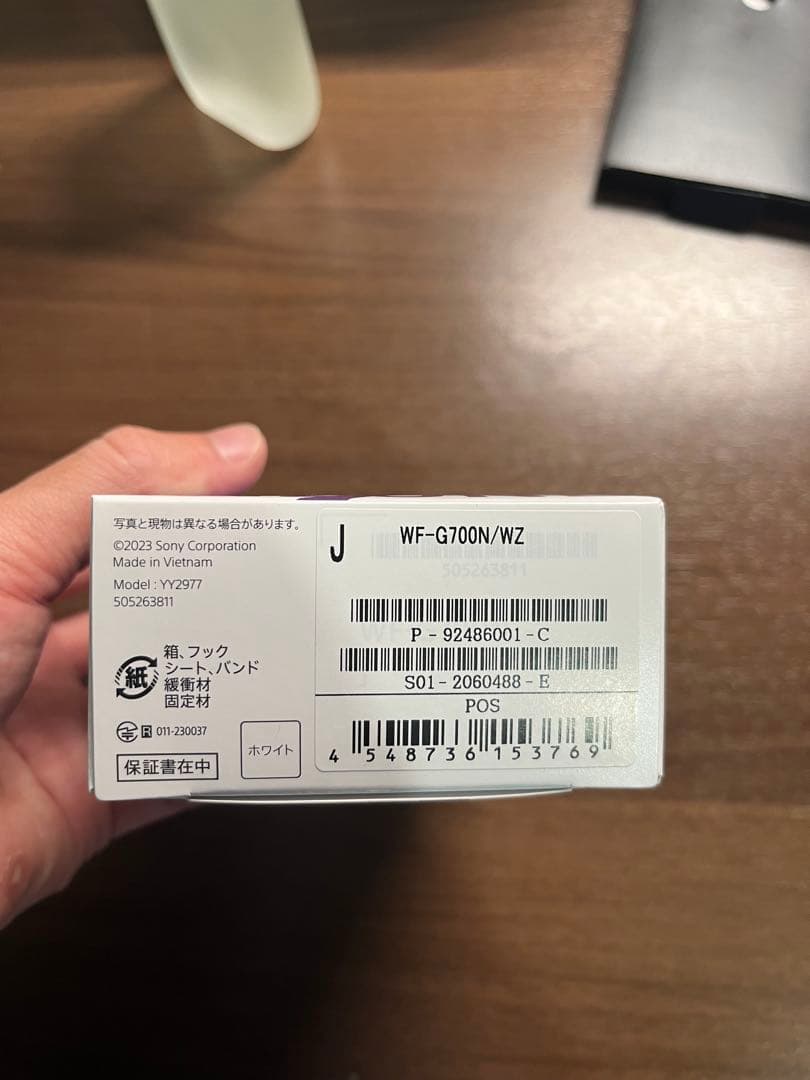 写真と現物は異なる場合があります。
©2023 Sony Corporation
Made in Vietnam
Model : YY2977
505263811
紙
箱、フック
シート、バンド
緩衝材
固定材
R 011-230037
保証書在中
ホワイト
J
WF-G700N/WZ
505263811
P - 92486001 - C
S01 - 2060488 - E
POS
4 548736 153769